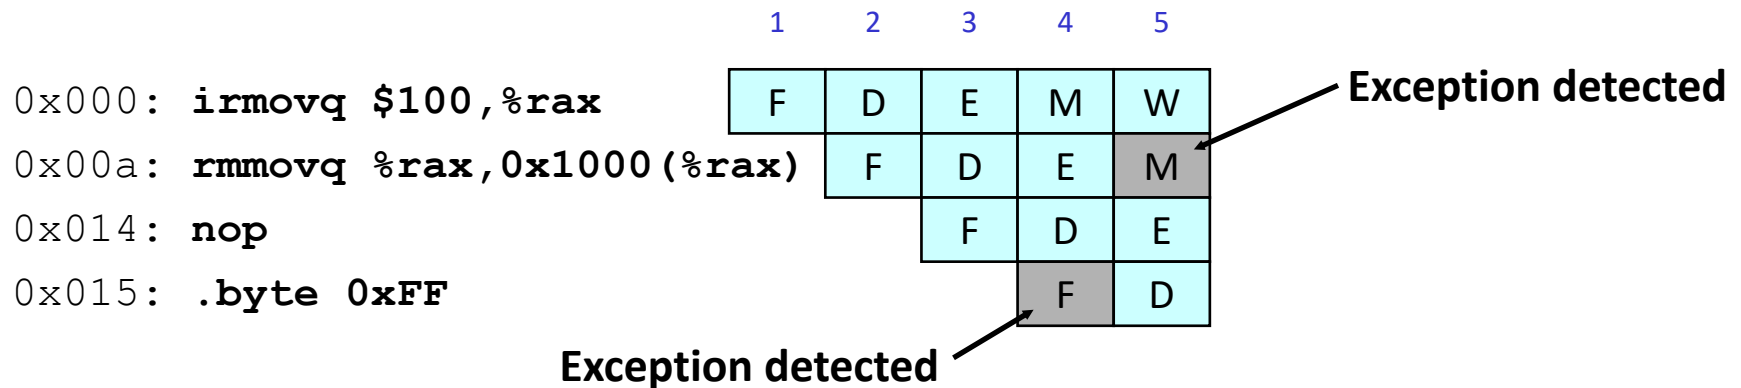 1 2 3 4 5
0x000: irmovq $100,%rax F D E M W Exception detected
0x00a: rmmovq %rax,0x1000(%rax) F D E M
0x014: nop F D E
0x015: .byte 0xFF F D
Exception detected